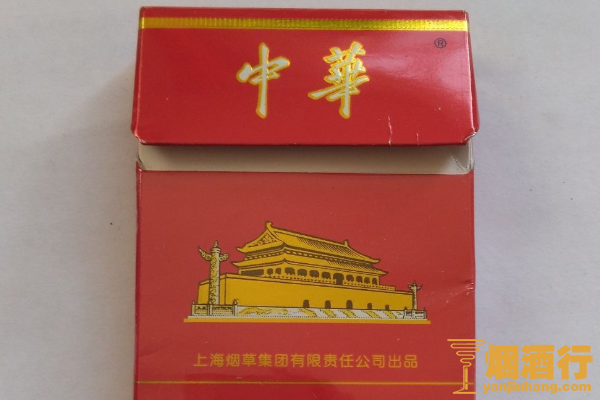 中華
®
上海烟草集团有限责任公司出品
烟酒行
yanjiuhang.com